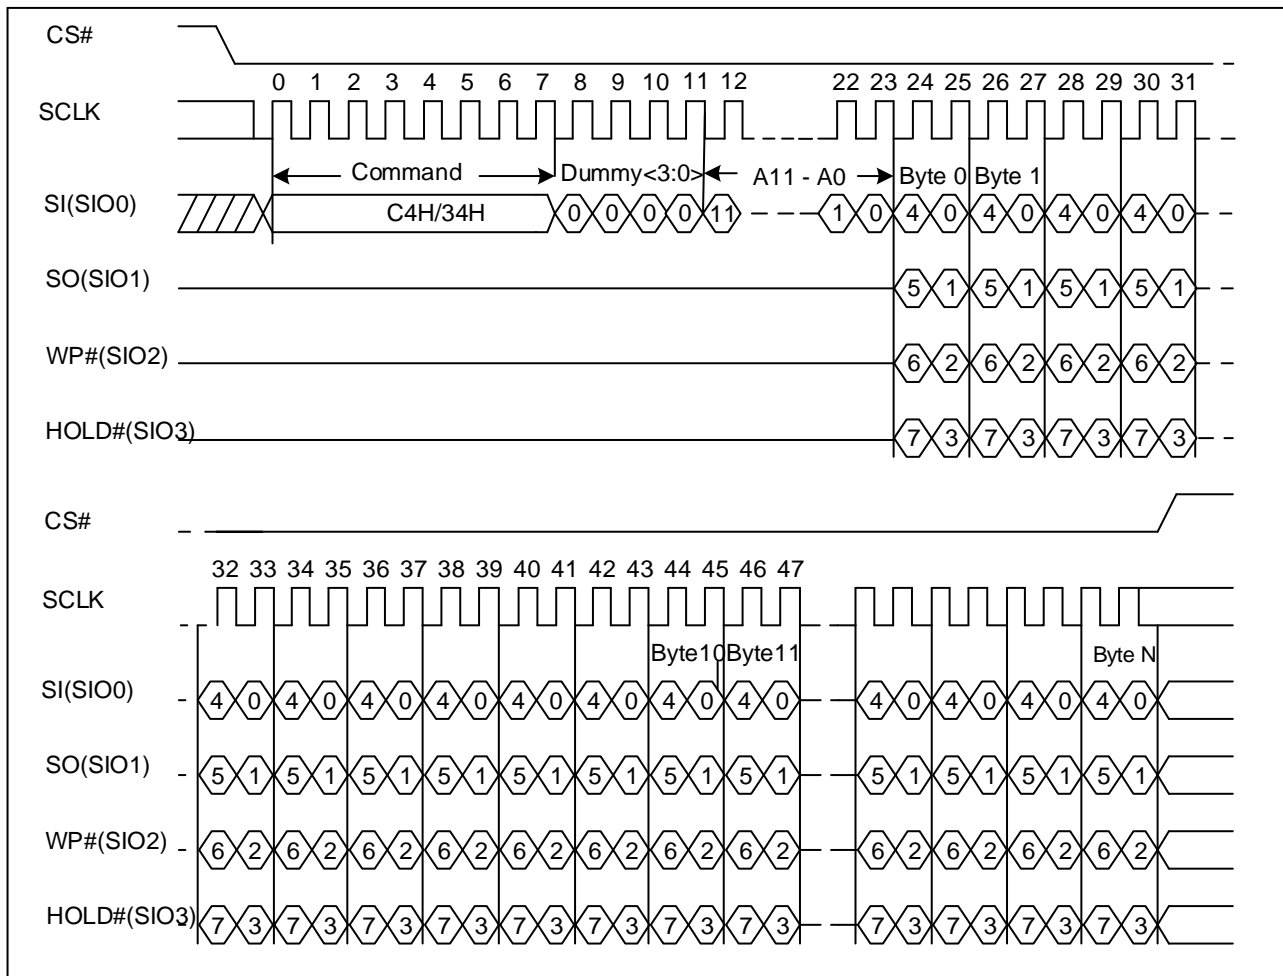 CS#
0 1 2 3 4 5 6 7 8 9 10 11 12 22 23 24 25 26 27 28 29 30 31
SCLK
Command Dummy<3:0> A11 - A0 Byte 0 Byte 1
SI(SIO0) C4H/34H 0 0 0 0 11 1 0 4 0 4 0 4 0 4 0
SO(SIO1) 5 1 5 1 5 1 5 1
WP#(SIO2) 6 2 6 2 6 2 6 2
HOLD#(SIO3) 7 3 7 3 7 3 7 3
CS#
32 33 34 35 36 37 38 39 40 41 42 43 44 45 46 47
SCLK
Byte10 Byte11 Byte N
SI(SIO0) 4 0 4 0 4 0 4 0 4 0 4 0 4 0 4 0 4 0 4 0 4 0 4 0
SO(SIO1) 5 1 5 1 5 1 5 1 5 1 5 1 5 1 5 1 5 1 5 1 5 1 5 1
WP#(SIO2) 6 2 6 2 6 2 6 2 6 2 6 2 6 2 6 2 6 2 6 2 6 2 6 2
HOLD#(SIO3) 7 3 7 3 7 3 7 3 7 3 7 3 7 3 7 3 7 3 7 3 7 3 7 3